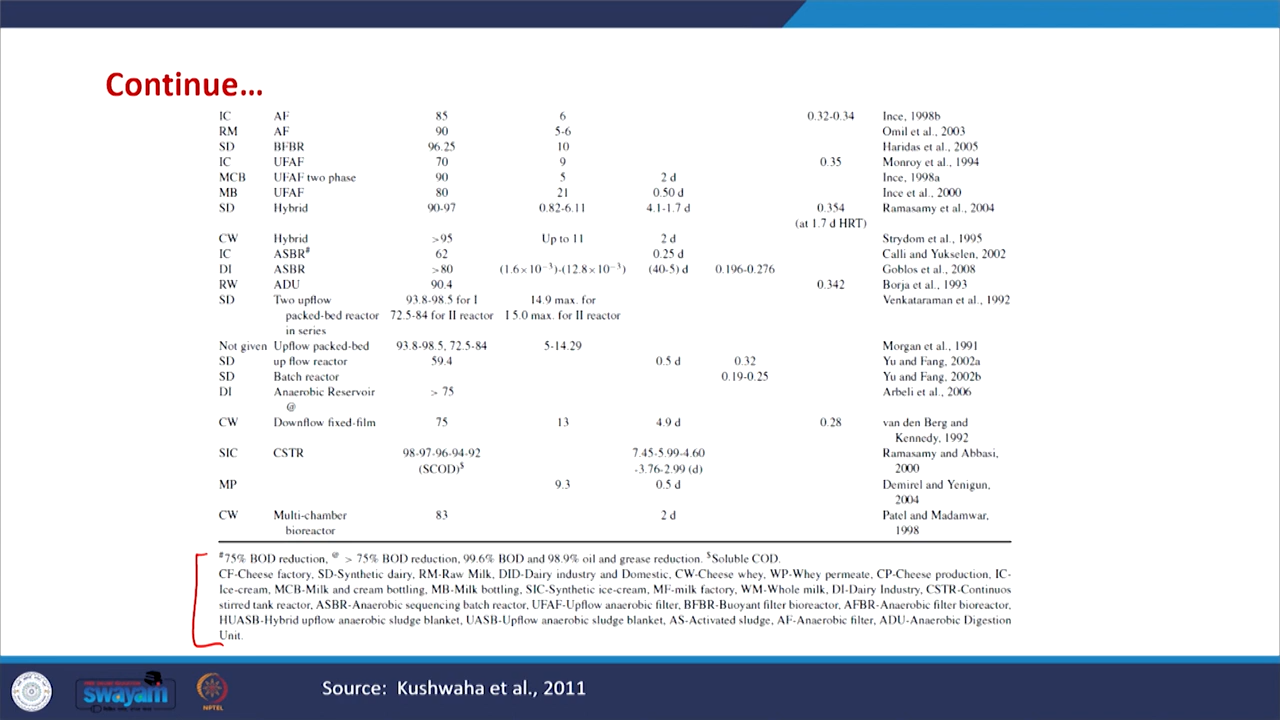 Continue...
IC AF 85 6 0.32-0.34 Ince, 1998b
RM AF 90 5-6 Omil et al., 2003
SD BFBR 96.25 10 Haridas et al., 2005
IC UFAF 70 9 0.35 Monroy et al., 1994
MCB UFAF two phase 90 5 2 d Ince, 1998a
MB UFAF 80 21 0.50 d Ince et al., 2000
SD Hybrid 90-97 0.82-6.11 4.1-1.7 d 0.354 Ramasamy et al., 2004
(at 1.7 d HRT)
CW Hybrid >95 Up to 11 2 d Strydom et al., 1995
IC ASBR# 62 0.25 d Calli and Yukselen, 2002
DI ASBR >80 (1.6×10⁻³)-(12.8×10⁻³) (40-5) d 0.196-0.276 Goblos et al., 2008
RW ADU 90.4 0.342 Borja et al., 1993
SD Two upflow 93.8-98.5 for I 14.9 max. for Venkataraman et al., 1992
packed-bed reactor 72.5-84 for II reactor I 5.0 max. for II reactor
in series
Not given Upflow packed-bed 93.8-98.5, 72.5-84 5-14.29 Morgan et al., 1991
SD up flow reactor 59.4 0.5 d 0.32 Yu and Fang, 2002a
SD Batch reactor 0.19-0.25 Yu and Fang, 2002b
DI Anaerobic Reservoir > 75 Arbeli et al., 2006
@
CW Downflow fixed-film 75 13 4.9 d 0.28 van den Berg and
Kennedy, 1992
SIC CSTR 98-97-96-94-92 7.45-5.99-4.60 Ramasamy and Abbasi,
(SCOD)$ -3.76-2.99 (d) 2000
MP 9.3 0.5 d Demirel and Yenigun,
2004
CW Multi-chamber 83 2 d Patel and Madamwar,
bioreactor 1998
#75% BOD reduction, @ > 75% BOD reduction, 99.6% BOD and 98.9% oil and grease reduction. $Soluble COD.
CF-Cheese factory, SD-Synthetic dairy, RM-Raw Milk, DID-Dairy industry and Domestic, CW-Cheese whey, WP-Whey permeate, CP-Cheese production, IC-
Ice-cream, MCB-Milk and cream bottling, MB-Milk bottling, SIC-Synthetic ice-cream, MF-milk factory, WM-Whole milk, DI-Dairy Industry, CSTR-Continuos
stirred tank reactor, ASBR-Anaerobic sequencing batch reactor, UFAF-Upflow anaerobic filter, BFBR-Buoyant filter bioreactor, AFBR-Anaerobic filter bioreactor,
HUASB-Hybrid upflow anaerobic sludge blanket, UASB-Upflow anaerobic sludge blanket, AS-Activated sludge, AF-Anaerobic filter, ADU-Anaerobic Digestion
Unit.
swayam
NPTEL
Source: Kushwaha et al., 2011